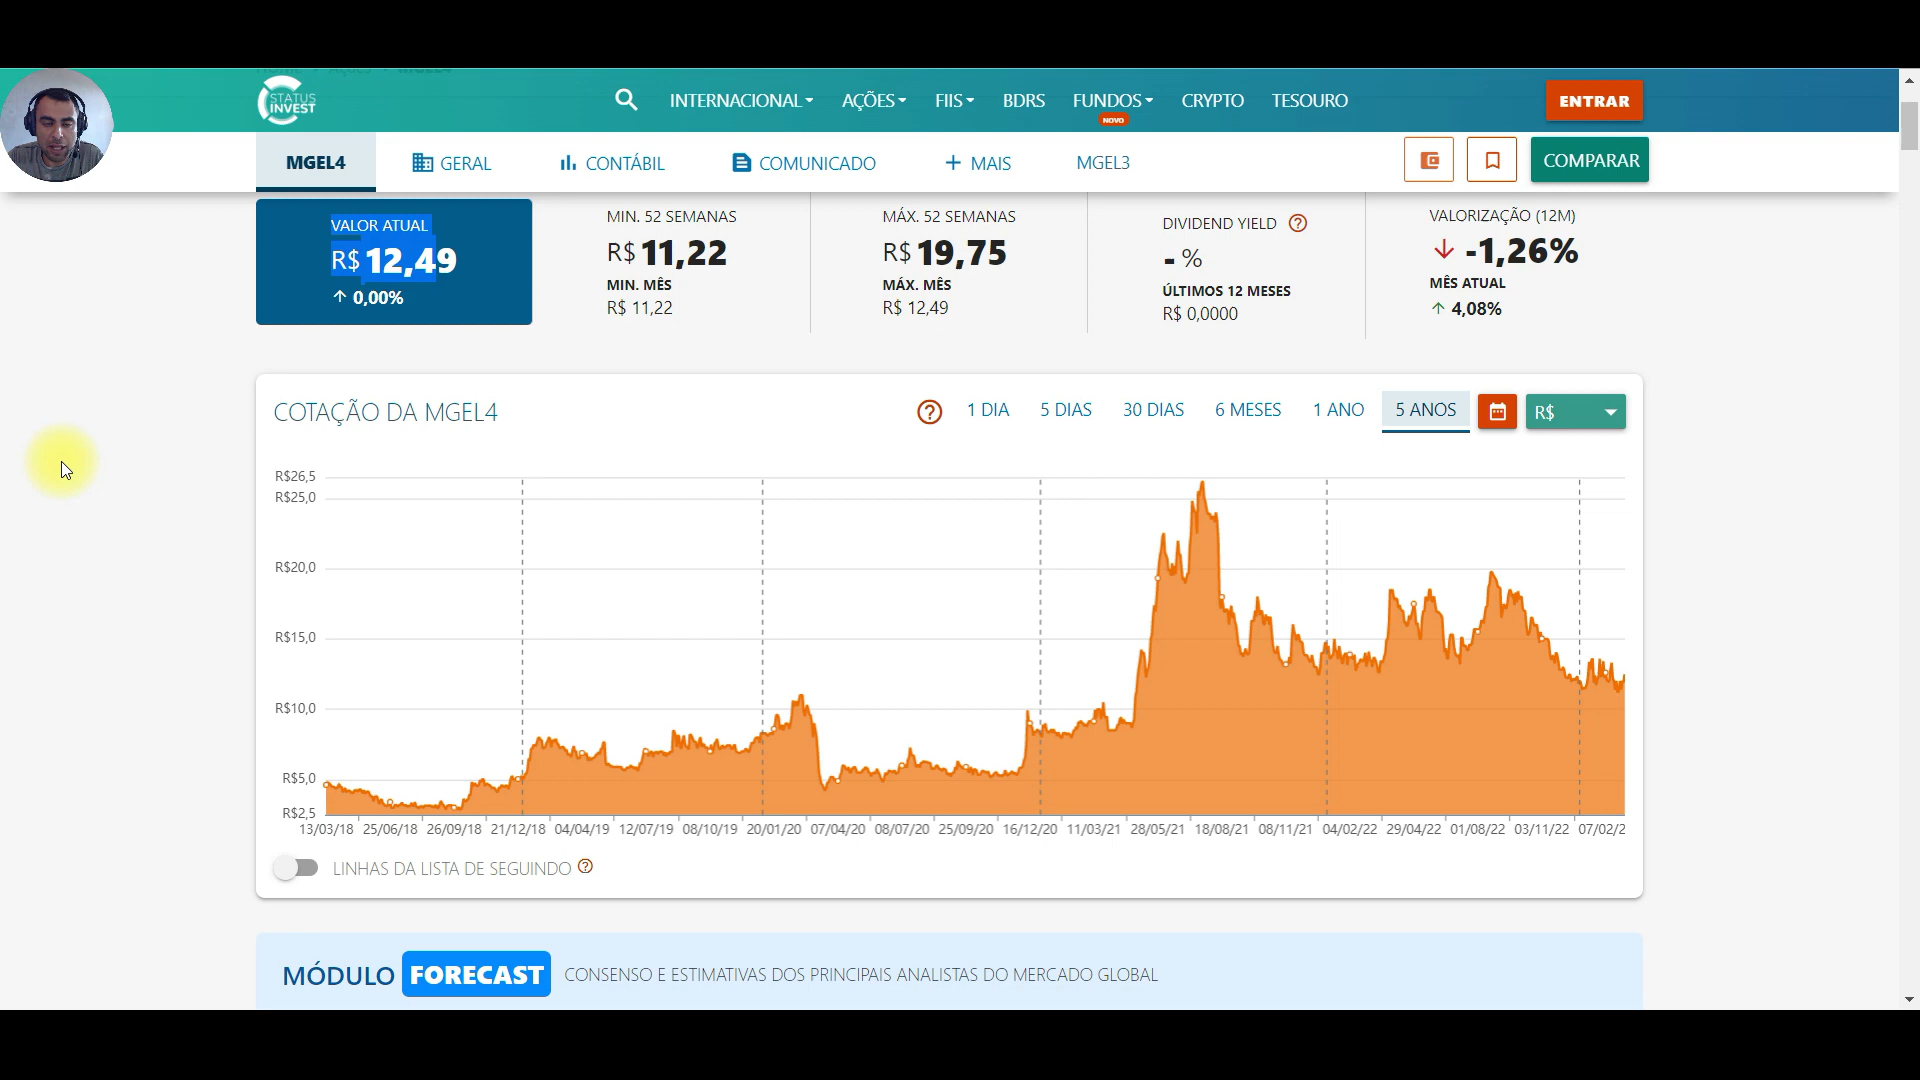 STATUS
INVEST
INTERNACIONAL
AÇÕES
FIIS
BDRS
FUNDOS
NOVO
CRYPTO
TESOURO
ENTRAR
MGEL4
GERAL
CONTÁBIL
COMUNICADO
MAIS
MGEL3
COMPARAR
VALOR ATUAL
R$ 12,49
0,00%
MIN. 52 SEMANAS
R$ 11,22
MIN. MÊS
R$ 11,22
MÁX. 52 SEMANAS
R$ 19,75
MÁX. MÊS
R$ 12,49
DIVIDEND YIELD ?
- %
ÚLTIMOS 12 MESES
R$ 0,0000
VALORIZAÇÃO (12M)
-1,26%
MÊS ATUAL
4,08%
COTAÇÃO DA MGEL4
? 1 DIA 5 DIAS 30 DIAS 6 MESES 1 ANO 5 ANOS R$
R$26,5
R$25,0
R$20,0
R$15,0
R$10,0
R$5,0
R$2,5
13/03/18 25/06/18 26/09/18 21/12/18 04/04/19 12/07/19 08/10/19 20/01/20 07/04/20 08/07/20 25/09/20 16/12/20 11/03/21 28/05/21 18/08/21 08/11/21 04/02/22 29/04/22 01/08/22 03/11/22 07/02/2
LINHAS DA LISTA DE SEGUINDO ?
MÓDULO FORECAST CONSENSO E ESTIMATIVAS DOS PRINCIPAIS ANALISTAS DO MERCADO GLOBAL